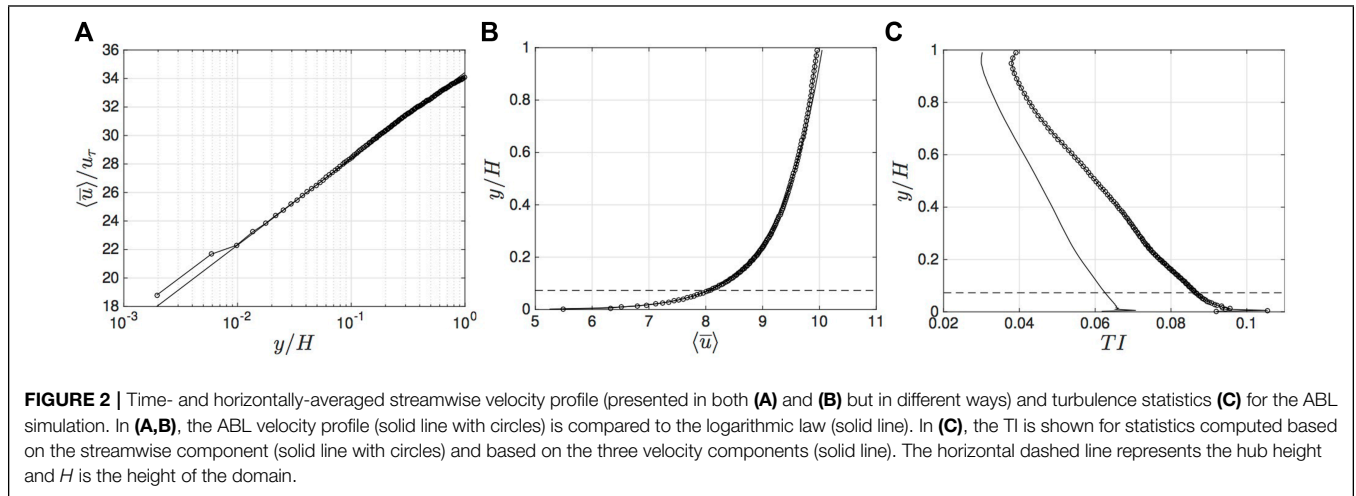 A
B
C
36
34
32
30
28
26
24
22
20
18
10⁻³
10⁻²
10⁻¹
10⁰
y/H
⟨u̅⟩/u_τ
1
0.8
0.6
0.4
0.2
0
5
6
7
8
9
10
11
y/H
⟨u̅⟩
1
0.8
0.6
0.4
0.2
0
0.02
0.04
0.06
0.08
0.1
y/H
TI
FIGURE 2 | Time- and horizontally-averaged streamwise velocity profile (presented in both (A) and (B) but in different ways) and turbulence statistics (C) for the ABL
simulation. In (A,B), the ABL velocity profile (solid line with circles) is compared to the logarithmic law (solid line). In (C), the TI is shown for statistics computed based
on the streamwise component (solid line with circles) and based on the three velocity components (solid line). The horizontal dashed line represents the hub height
and H is the height of the domain.